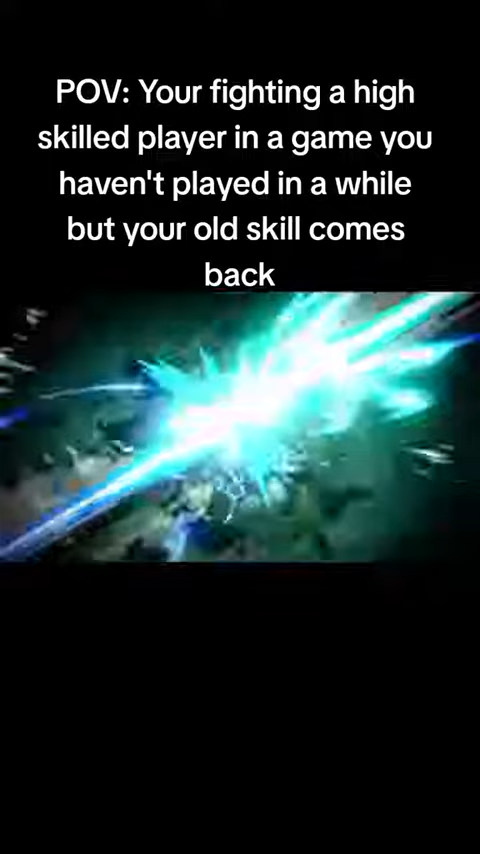 POV: Your fighting a high
skilled player in a game you
haven't played in a while
but your old skill comes
back